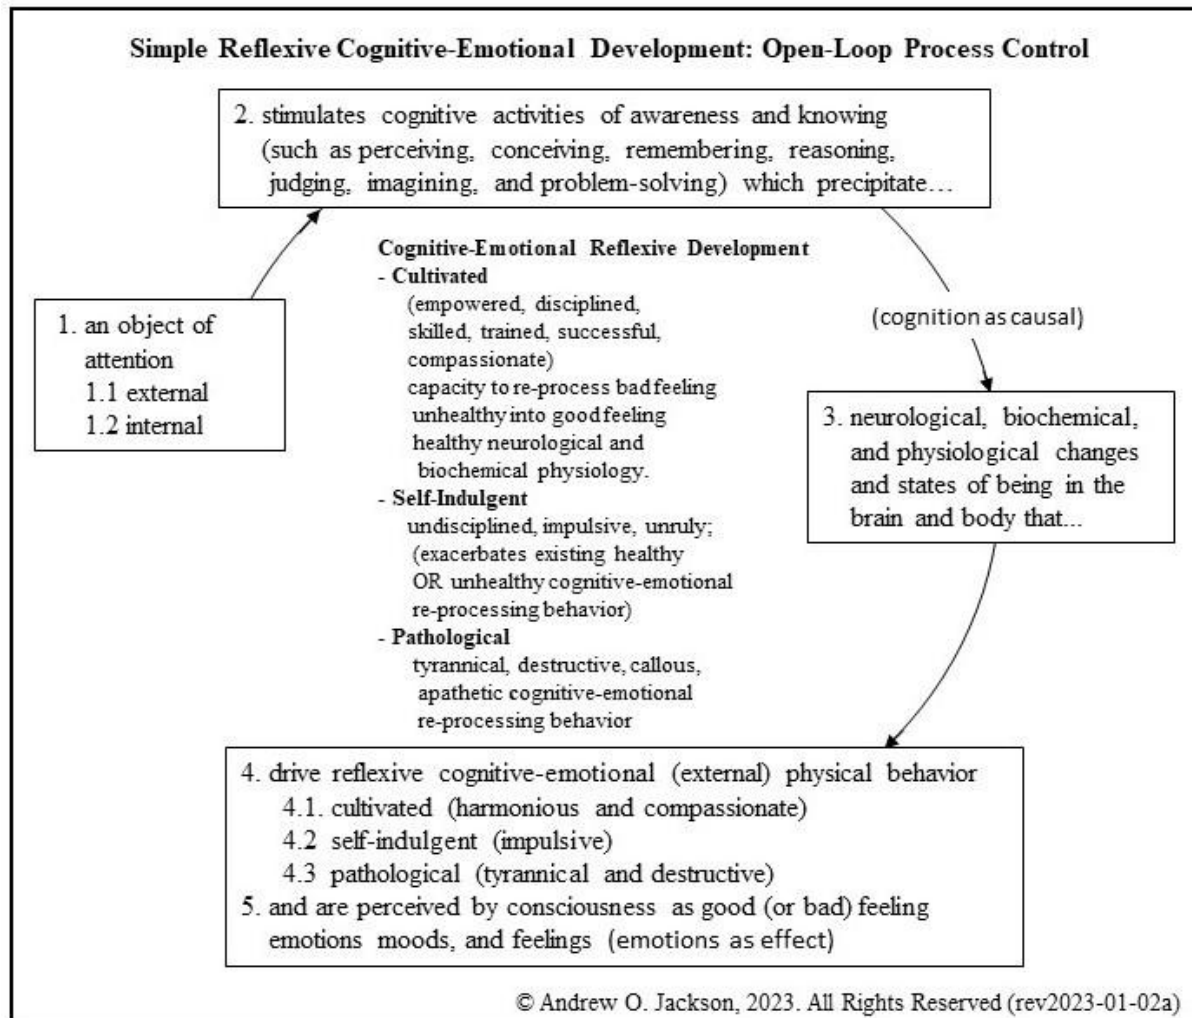 Simple Reflexive Cognitive-Emotional Development: Open-Loop Process Control
2. stimulates cognitive activities of awareness and knowing
(such as perceiving, conceiving, remembering, reasoning,
judging, imagining, and problem-solving) which precipitate…
1. an object of
attention
1.1 external
1.2 internal
Cognitive-Emotional Reflexive Development
- Cultivated
(empowered, disciplined,
skilled, trained, successful,
compassionate)
capacity to re-process bad feeling
unhealthy into good feeling
healthy neurological and
biochemical physiology.
- Self-Indulgent
undisciplined, impulsive, unruly;
(exacerbates existing healthy
OR unhealthy cognitive-emotional
re-processing behavior)
- Pathological
tyrannical, destructive, callous,
apathetic cognitive-emotional
re-processing behavior
(cognition as causal)
3. neurological, biochemical,
and physiological changes
and states of being in the
brain and body that...
4. drive reflexive cognitive-emotional (external) physical behavior
4.1. cultivated (harmonious and compassionate)
4.2 self-indulgent (impulsive)
4.3 pathological (tyrannical and destructive)
5. and are perceived by consciousness as good (or bad) feeling
emotions moods, and feelings (emotions as effect)
© Andrew O. Jackson, 2023. All Rights Reserved (rev2023-01-02a)